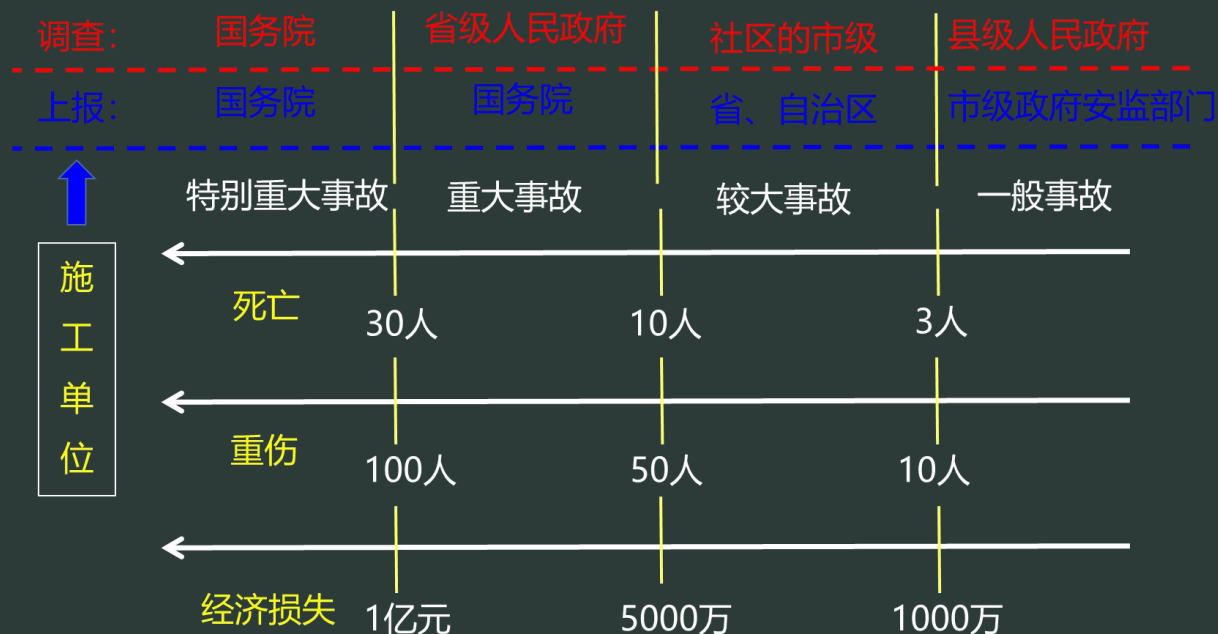 调查： 国务院 省级人民政府 社区的市级 县级人民政府
上报： 国务院 国务院 省、自治区 市级政府安监部门
特别重大事故 重大事故 较大事故 一般事故
施工单位
死亡 30人 10人 3人
重伤 100人 50人 10人
经济损失 1亿元 5000万 1000万